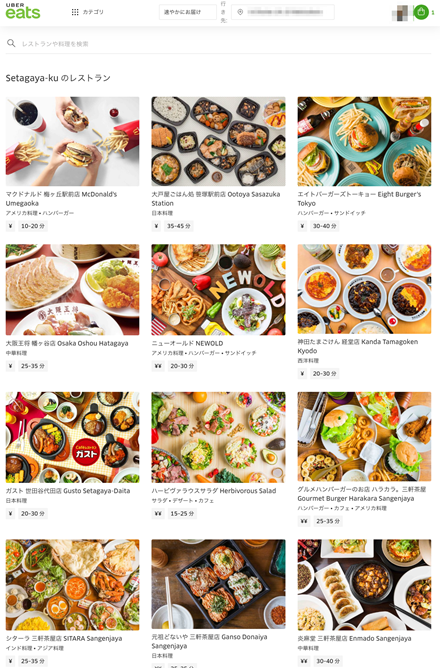 UBER
eats
カテゴリ
速やかにお届け
行
き
先:
1
レストランや料理を検索
Setagaya-ku のレストラン
マクドナルド 梅ヶ丘駅前店 McDonald's
Umegaoka
アメリカ料理 • ハンバーガー
¥
10-20 分
大戸屋ごはん処 笹塚駅前店 Ootoya Sasazuka
Station
日本料理
¥
35-45 分
エイトバーガーズトーキョー Eight Burger's
Tokyo
ハンバーガー • サンドイッチ
¥
30-40 分
大阪王将
大阪王将 幡ヶ谷店 Osaka Oshou Hatagaya
中華料理
¥
25-35 分
NEWOLD
ニューオールド NEWOLD
アメリカ料理 • ハンバーガー • サンドイッチ
¥¥
20-30 分
神田たまごけん 経堂店 Kanda Tamagoken
Kyodo
西洋料理
¥
20-30 分
ガスト
ガスト 世田谷代田店 Gusto Setagaya-Daita
日本料理
¥
20-30 分
ハービヴァラウスサラダ Herbivorous Salad
サラダ • デザート • カフェ
¥¥
15-25 分
グルメハンバーガーのお店 ハラカラ。三軒茶屋
Gourmet Burger Harakara Sangenjaya
ハンバーガー • カフェ • アメリカ料理
¥¥
25-35 分
シターラ 三軒茶屋店 SITARA Sangenjaya
インド料理 • アジア料理
¥
25-35 分
元祖どないや 三軒茶屋店 Ganso Donaiya
Sangenjaya
日本料理
炎麻堂 三軒茶屋店 Enmado Sangenjaya
中華料理
¥¥
30-40 分